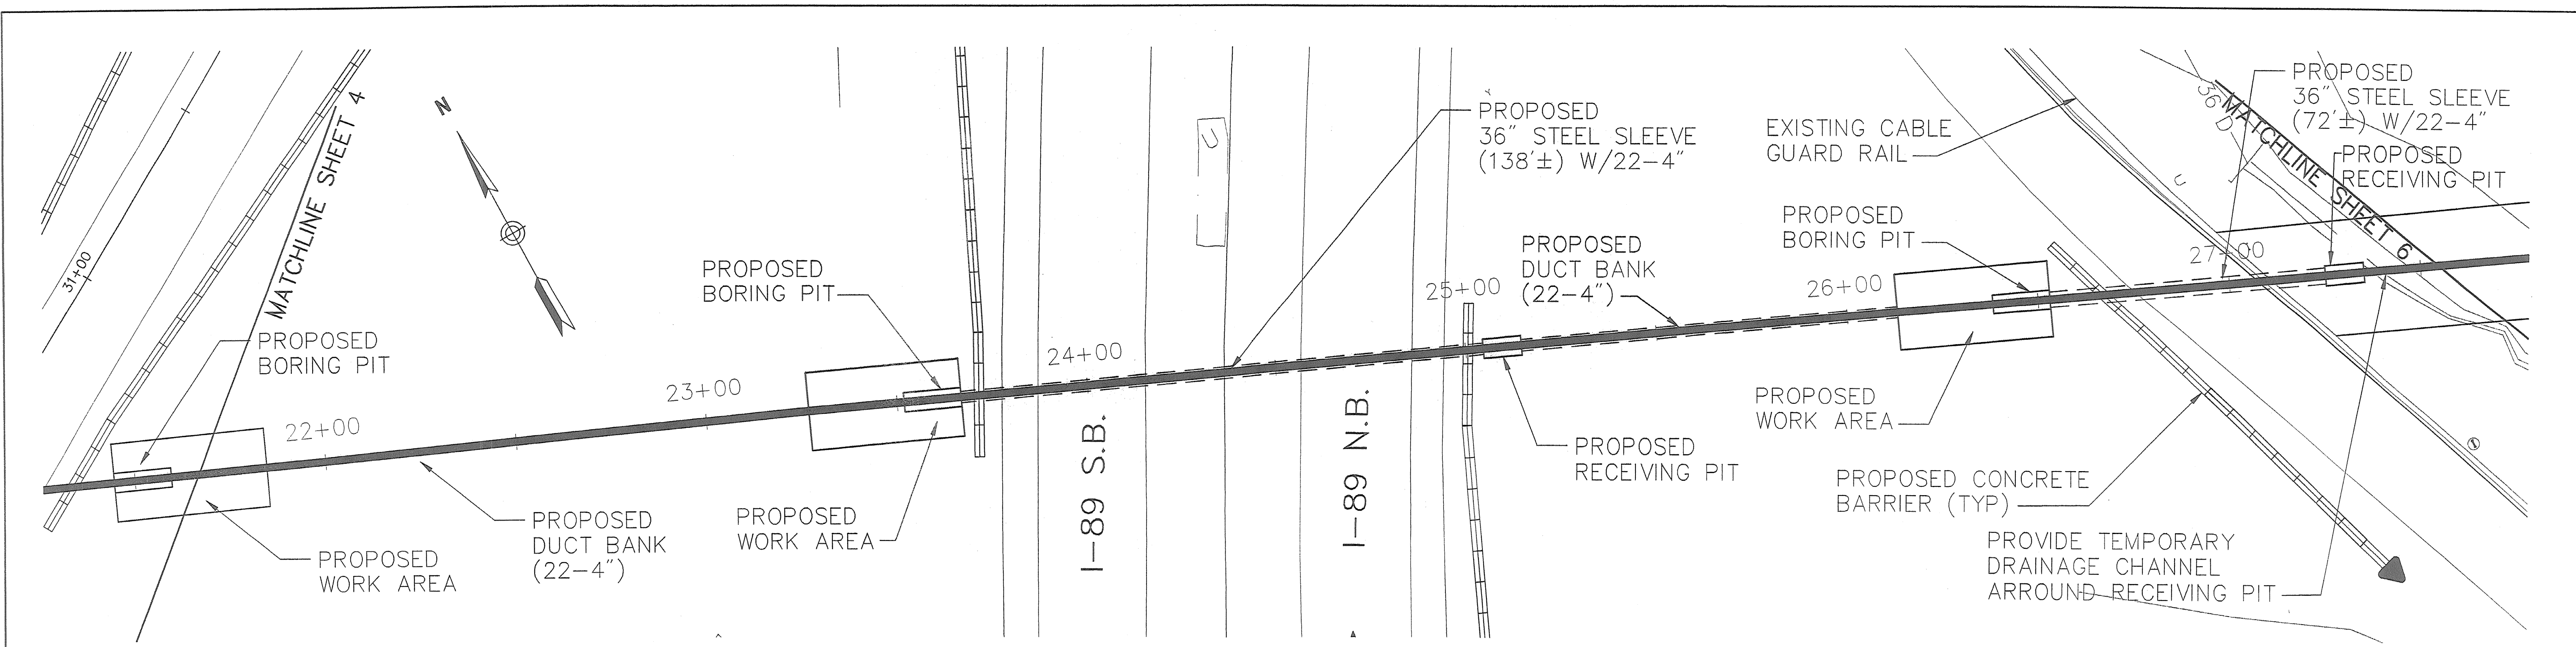 31+00
MATCHLINE SHEET 4
N
PROPOSED
BORING PIT
22+00
PROPOSED
WORK AREA
PROPOSED
DUCT BANK
(22-4")
23+00
PROPOSED
BORING PIT
PROPOSED
WORK AREA
24+00
I-89 S.B.
U
I-89 N.B.
PROPOSED
36" STEEL SLEEVE
(138'±) W/22-4"
25+00
PROPOSED
DUCT BANK
(22-4")
PROPOSED
RECEIVING PIT
EXISTING CABLE
GUARD RAIL
PROPOSED
BORING PIT
26+00
PROPOSED
WORK AREA
PROPOSED CONCRETE
BARRIER (TYP)
PROVIDE TEMPORARY
DRAINAGE CHANNEL
ARROUND RECEIVING PIT
U
27+00
36" D
MATCHLINE SHEET 6
PROPOSED
36" STEEL SLEEVE
(72'±) W/22-4"
PROPOSED
RECEIVING PIT